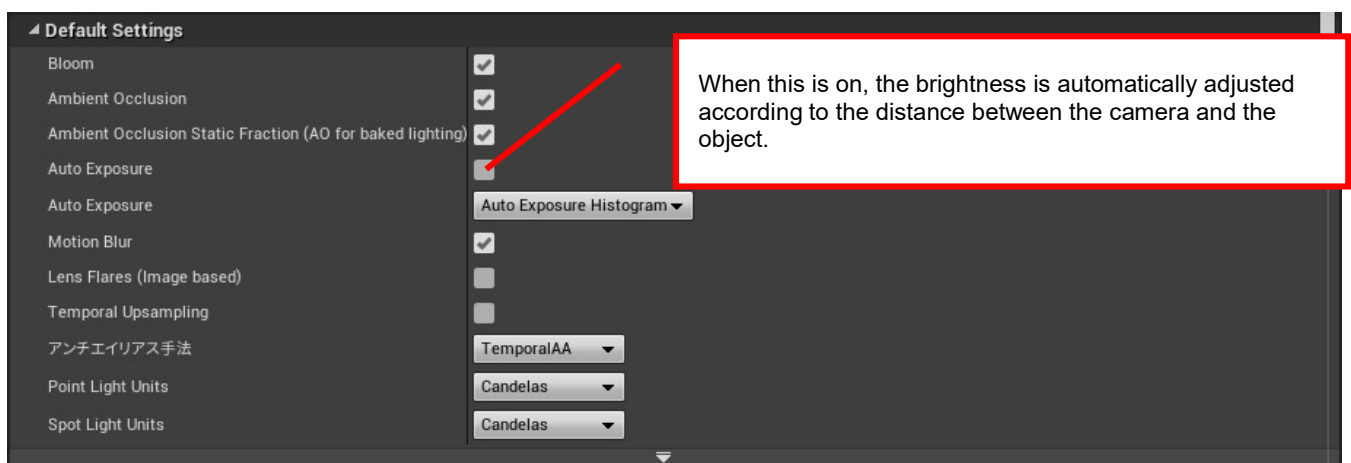 Default Settings
Bloom
Ambient Occlusion
Ambient Occlusion Static Fraction (AO for baked lighting)
Auto Exposure
Auto Exposure Auto Exposure Histogram
Motion Blur
Lens Flares (Image based)
Temporal Upsampling
アンチエイリアス手法 TemporalAA
Point Light Units Candelas
Spot Light Units Candelas
When this is on, the brightness is automatically adjusted
according to the distance between the camera and the
object.